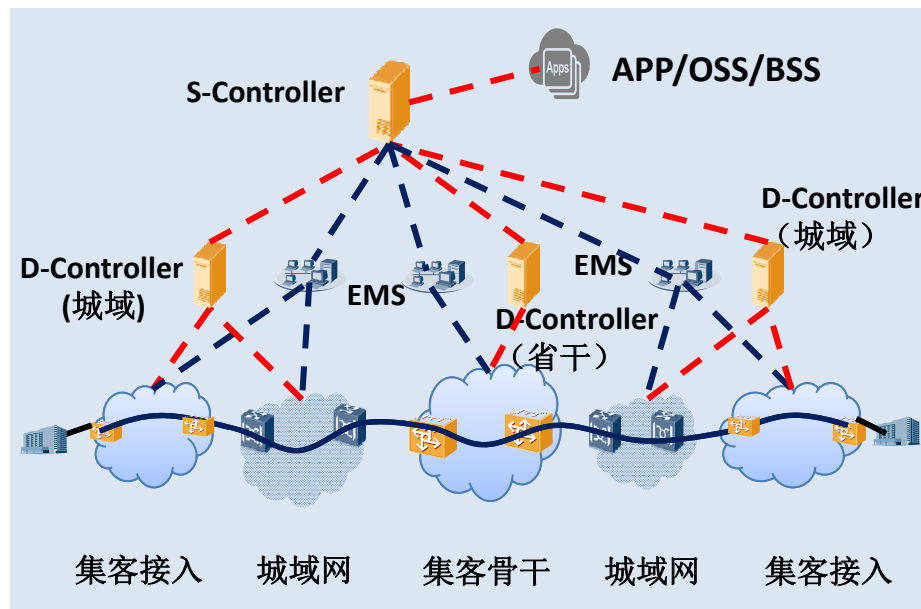 Apps
APP/OSS/BSS
S-Controller
D-Controller
（城域）
D-Controller
(城域)
EMS
EMS
D-Controller
（省干）
集客接入
城域网
集客骨干
城域网
集客接入